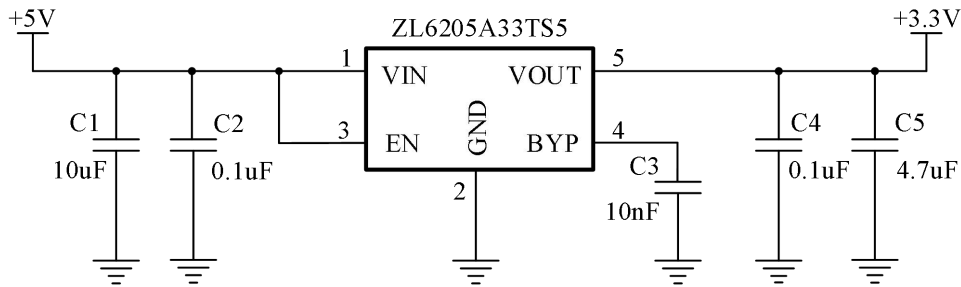 +5V
ZL6205A33TS5
+3.3V
1
VIN
VOUT
5
GND
C1
10uF
C2
0.1uF
3
EN
BYP
4
C3
10nF
C4
0.1uF
C5
4.7uF
2